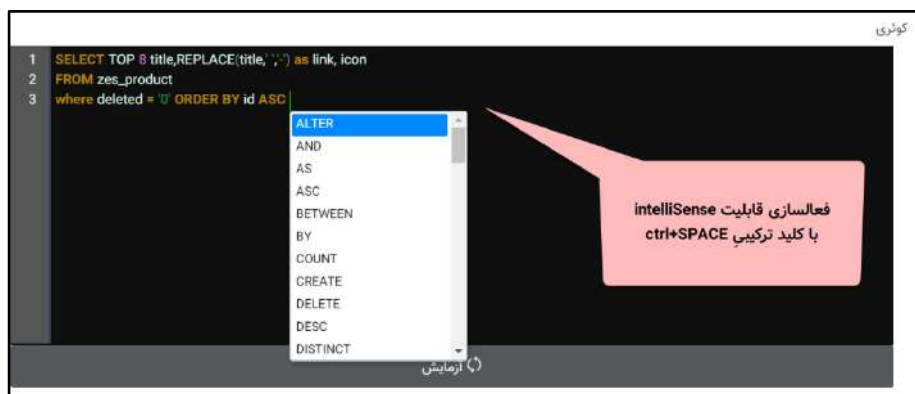 کوئری
1 SELECT TOP 8 title,REPLACE(title,' ','-') as link, icon
2 FROM zes_product
3 where deleted = '0' ORDER BY id ASC
ALTER
AND
AS
ASC
BETWEEN
BY
COUNT
CREATE
DELETE
DESC
DISTINCT
فعالسازی قابلیت intelliSense
با کلید ترکیبیِ ctrl+SPACE
آزمایش